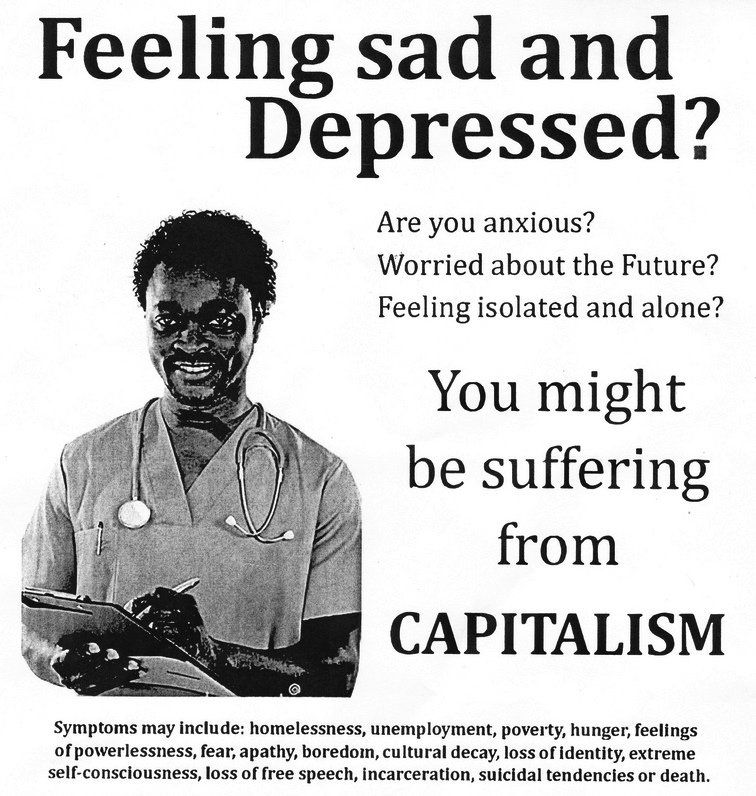 Feeling sad and
Depressed?
Are you anxious?
Worried about the Future?
Feeling isolated and alone?
You might
be suffering
from
CAPITALISM
Symptoms may include: homelessness, unemployment, poverty, hunger, feelings
of powerlessness, fear, apathy, boredom, cultural decay, loss of identity, extreme
self-consciousness, loss of free speech, incarceration, suicidal tendencies or death.